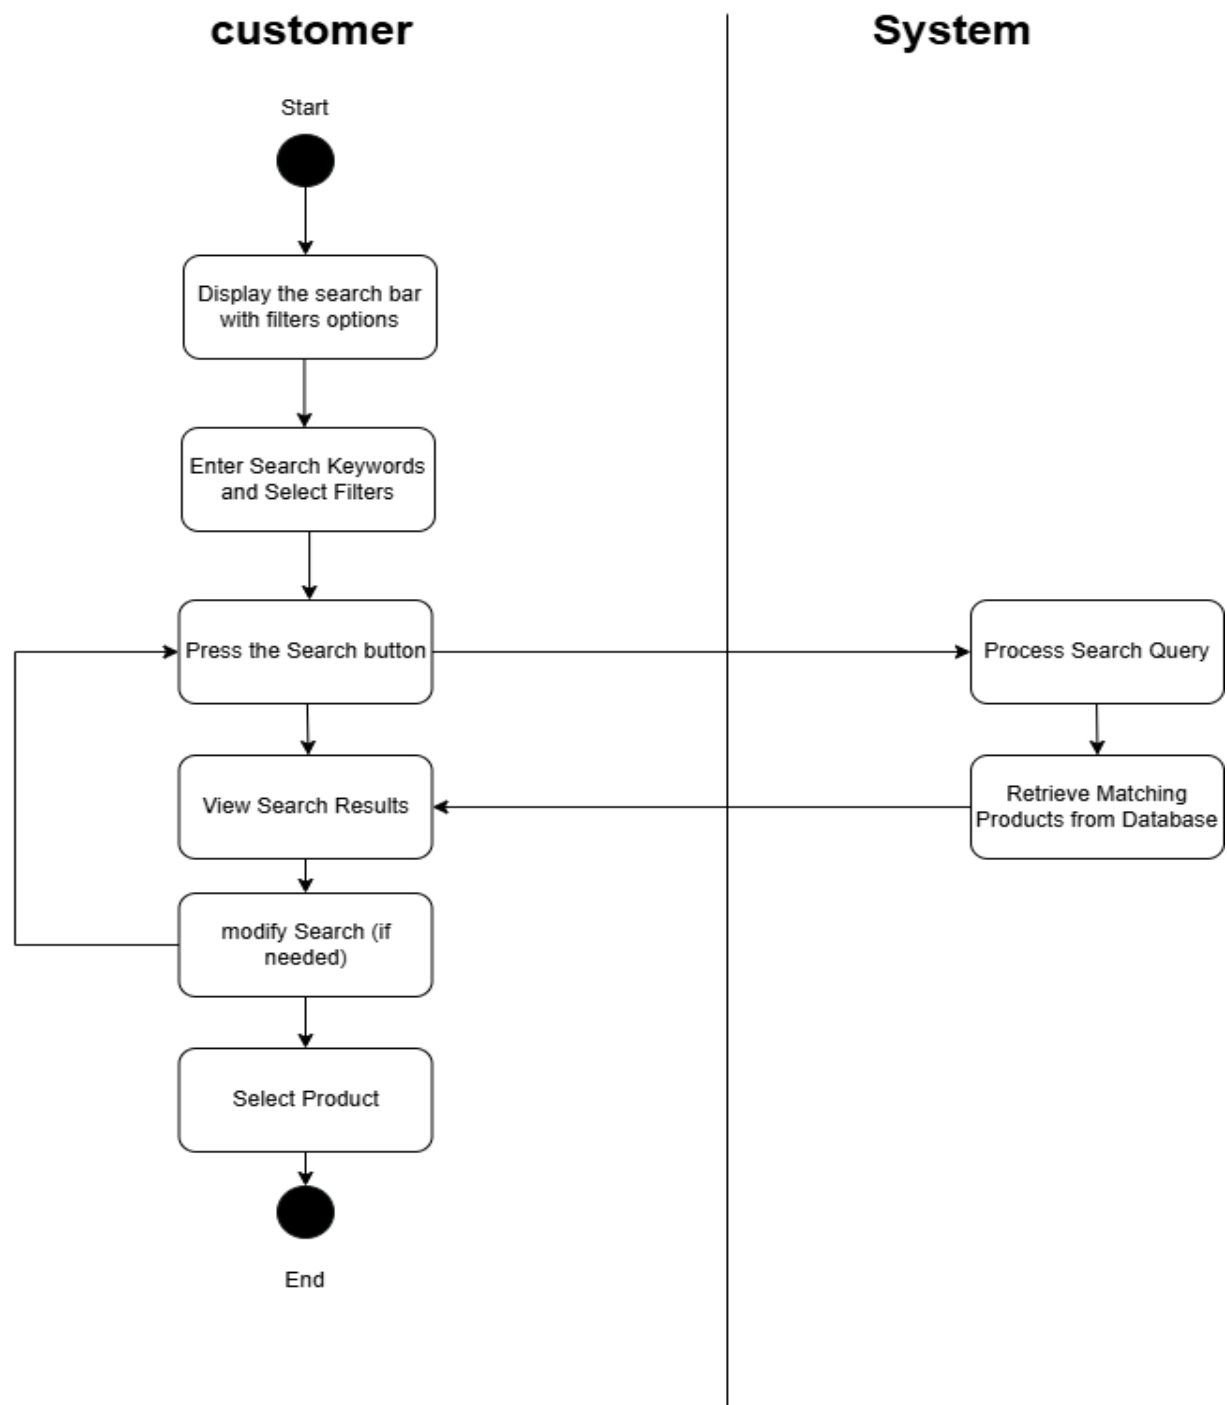 customer
System
Start
Display the search bar
with filters options
Enter Search Keywords
and Select Filters
Press the Search button
Process Search Query
View Search Results
Retrieve Matching
Products from Database
modify Search (if
needed)
Select Product
End